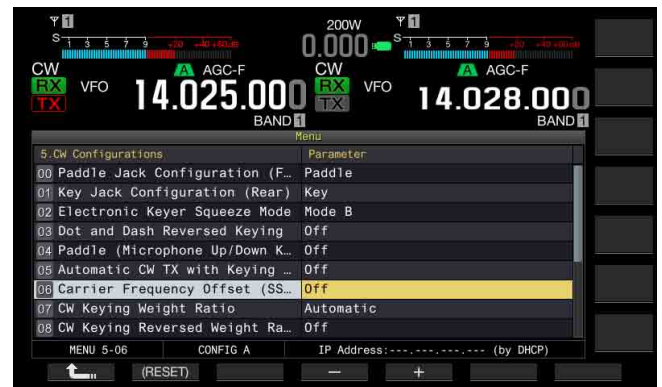 1 200W 1
S 1 3 5 7 9 +20 +40 +60dB 0.000 S 1 3 5 7 9 +20 +40 +60dB
CW A AGC-F CW A AGC-F
RX VFO 14.025.000 RX VFO 14.028.000
TX TX
BAND 1 BAND 1
Menu
5.CW Configurations Parameter
00 Paddle Jack Configuration (F… Paddle
01 Key Jack Configuration (Rear) Key
02 Electronic Keyer Squeeze Mode Mode B
03 Dot and Dash Reversed Keying Off
04 Paddle (Microphone Up/Down K… Off
05 Automatic CW TX with Keying … Off
06 Carrier Frequency Offset (SS… Off
07 CW Keying Weight Ratio Automatic
08 CW Keying Reversed Weight Ra… Off
MENU 5-06 CONFIG A IP Address:---.---.---.--- (by DHCP)
(RESET) － ＋